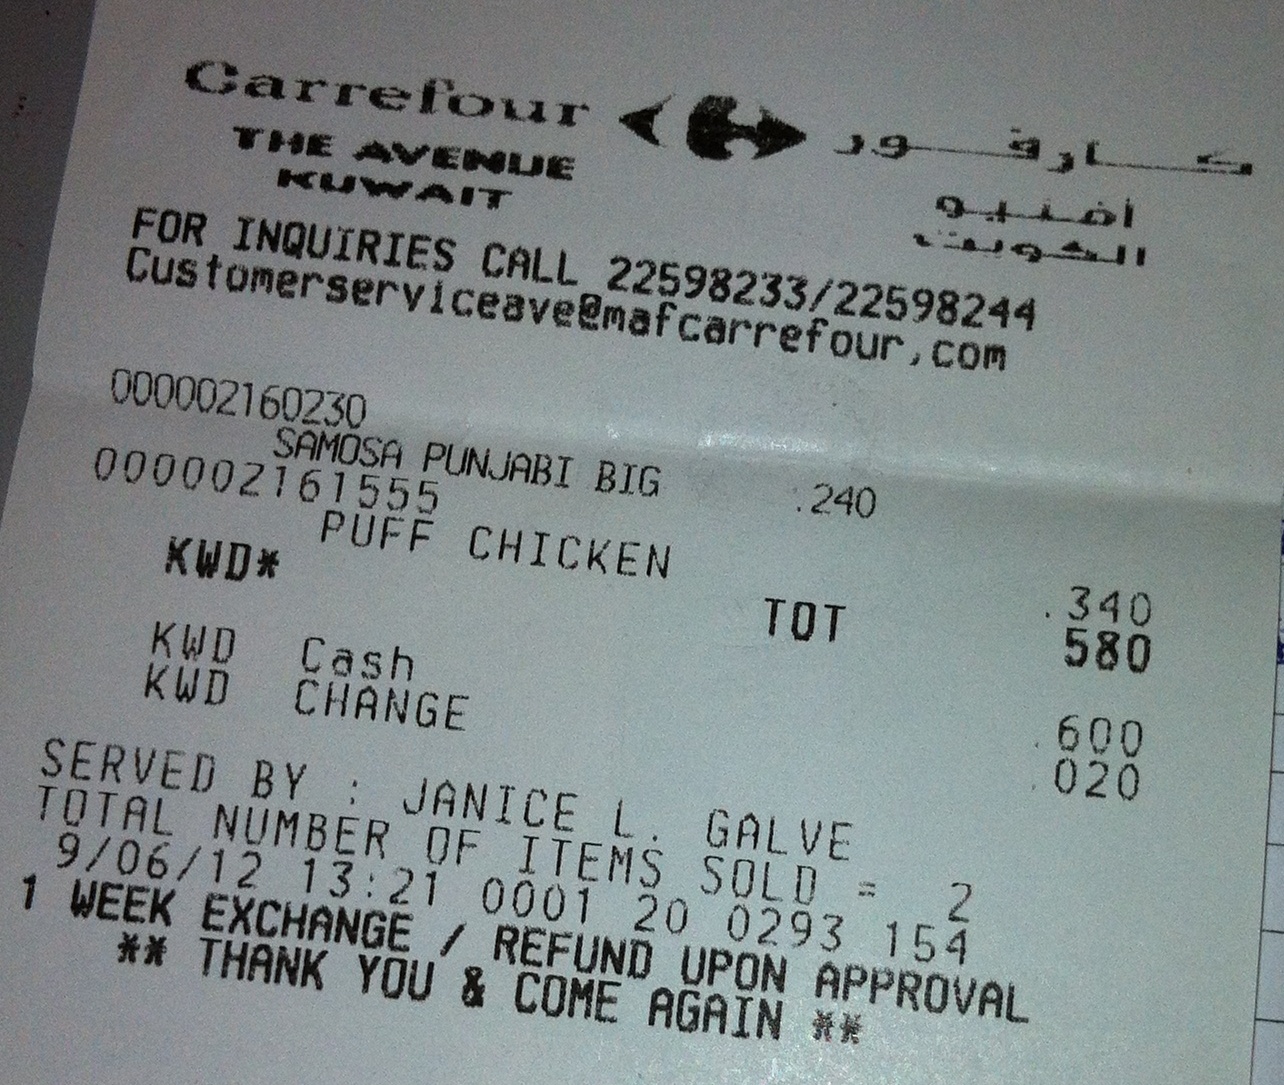 Carrefour كارفور
THE AVENUE أفنيو
KUWAIT الكويت
FOR INQUIRIES CALL 22598233/22598244
Customerserviceave@mafcarrefour.com
000002160230
SAMOSA PUNJABI BIG .240
000002161555
PUFF CHICKEN .340
KWD* TOT 580
KWD Cash .600
KWD CHANGE .020
SERVED BY : JANICE L. GALVE
TOTAL NUMBER OF ITEMS SOLD = 2
9/06/12 13:21 0001 20 0293 154
1 WEEK EXCHANGE / REFUND UPON APPROVAL
** THANK YOU & COME AGAIN **